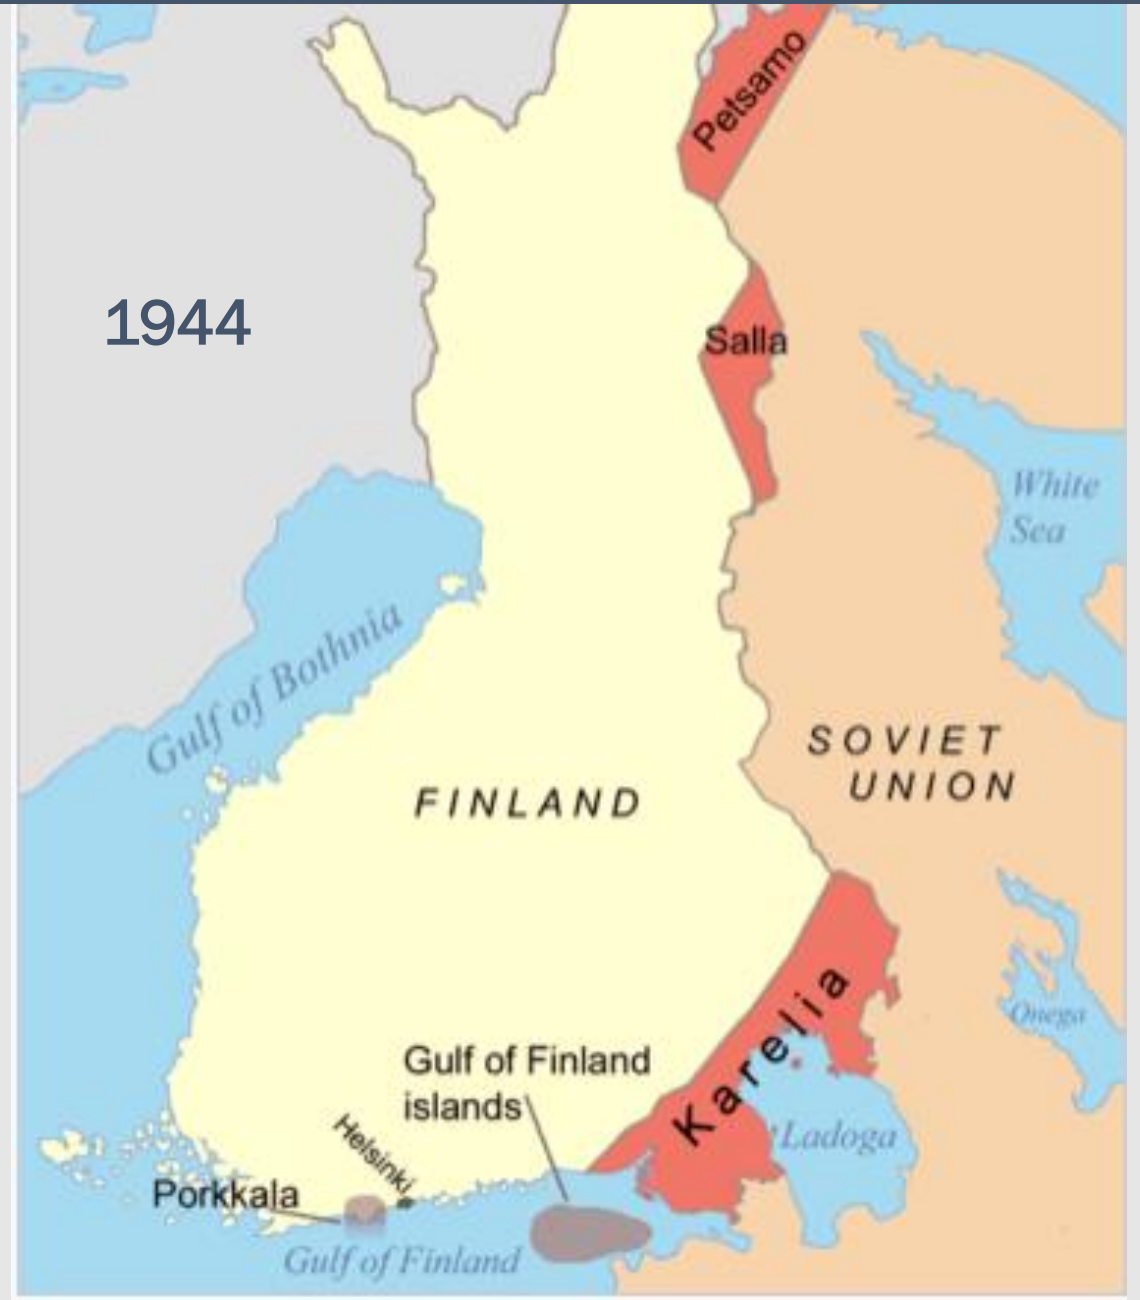 Petsamo
1944
Salla
White
Sea
Gulf of Bothnia
SOVIET
UNION
FINLAND
Karelia
Onega
Gulf of Finland
islands
Helsinki
Ladoga
Porkkala
Gulf of Finland